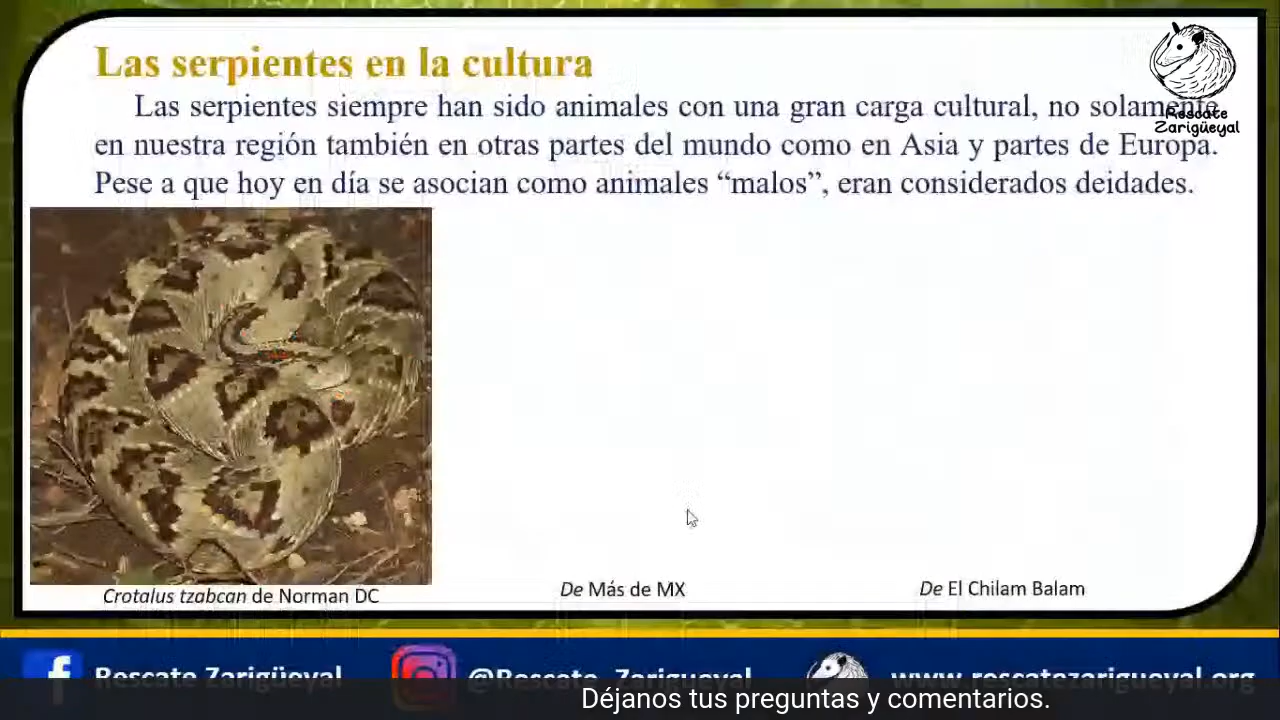 Las serpientes en la cultura
Las serpientes siempre han sido animales con una gran carga cultural, no solamente
en nuestra región también en otras partes del mundo como en Asia y partes de Europa.
Pese a que hoy en día se asocian como animales “malos”, eran considerados deidades.
Rescate
Zarigüeyal
Crotalus tzabcan de Norman DC
De Más de MX
De El Chilam Balam
Rescate Zarigüeyal
@Rescate_Zarigueyal
www.rescatezarigueyal.org
Déjanos tus preguntas y comentarios.